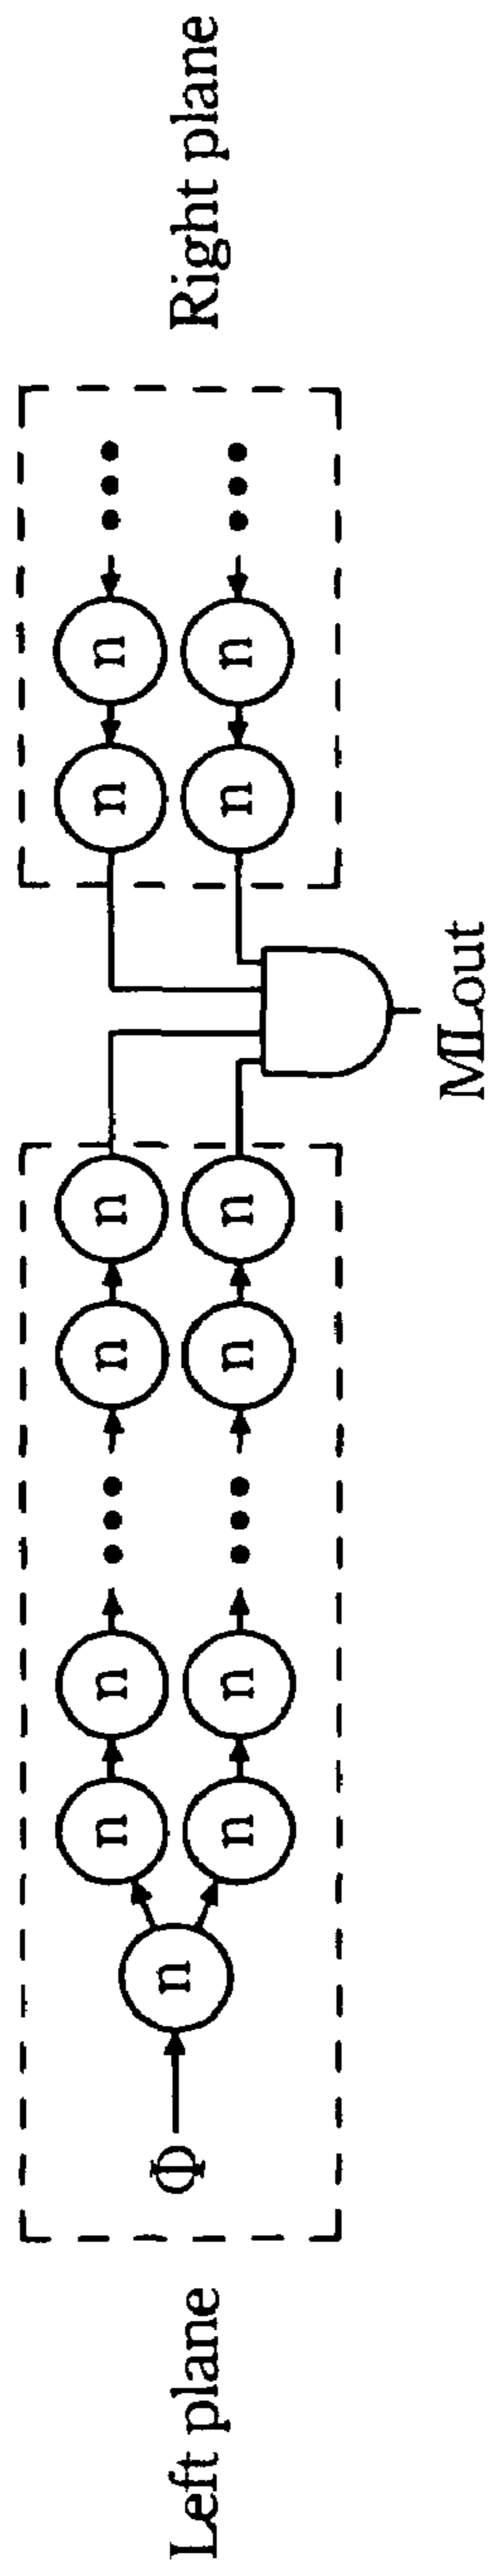 Left plane
Φ
n
n n ••• n n
n n ••• n n
n n •••
n n •••
MLout
Right plane